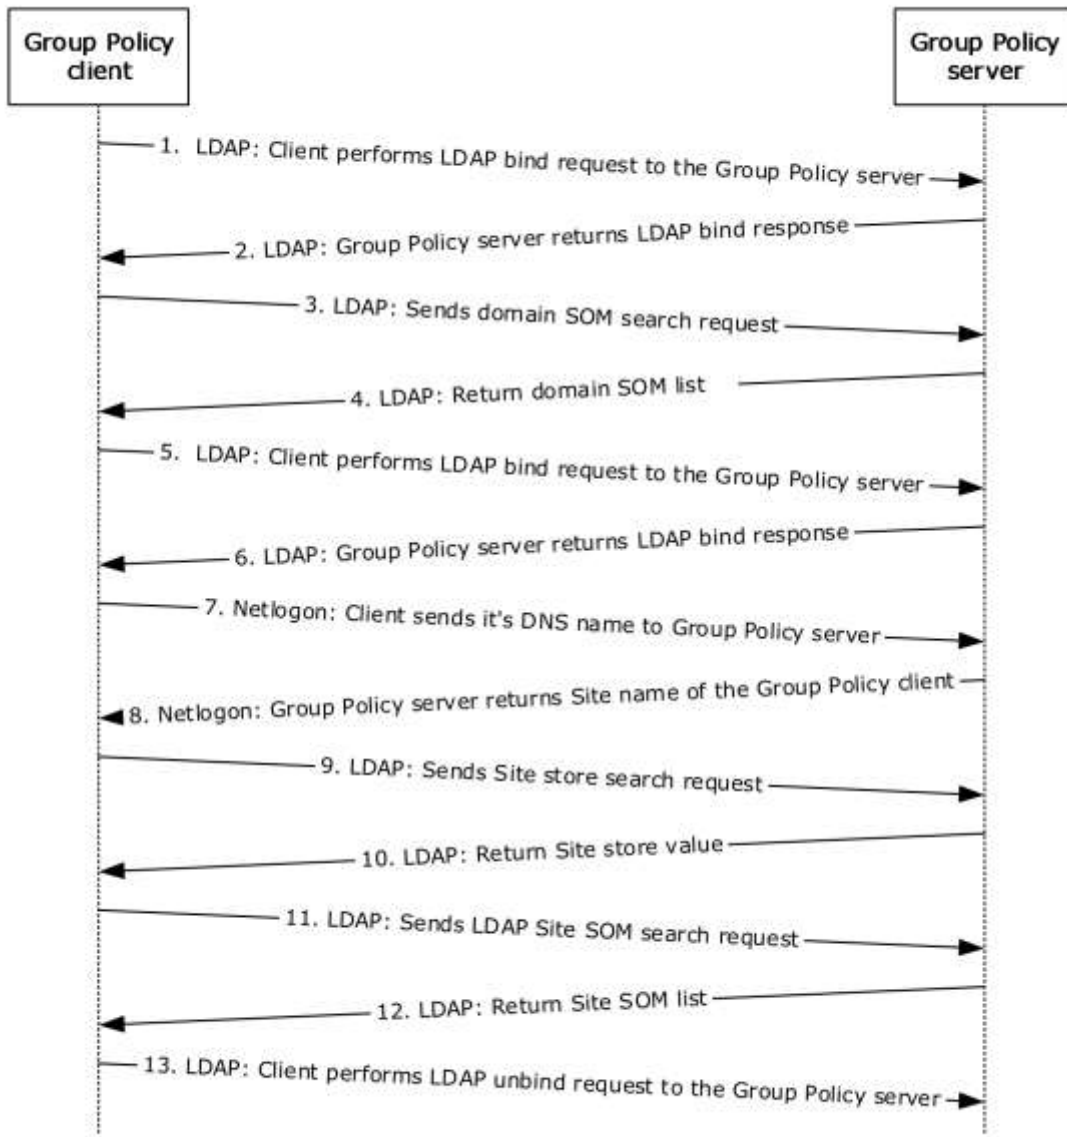 Group Policy
client
Group Policy
server
1. LDAP: Client performs LDAP bind request to the Group Policy server
2. LDAP: Group Policy server returns LDAP bind response
3. LDAP: Sends domain SOM search request
4. LDAP: Return domain SOM list
5. LDAP: Client performs LDAP bind request to the Group Policy server
6. LDAP: Group Policy server returns LDAP bind response
7. Netlogon: Client sends it's DNS name to Group Policy server
8. Netlogon: Group Policy server returns Site name of the Group Policy client
9. LDAP: Sends Site store search request
10. LDAP: Return Site store value
11. LDAP: Sends LDAP Site SOM search request
12. LDAP: Return Site SOM list
13. LDAP: Client performs LDAP unbind request to the Group Policy server